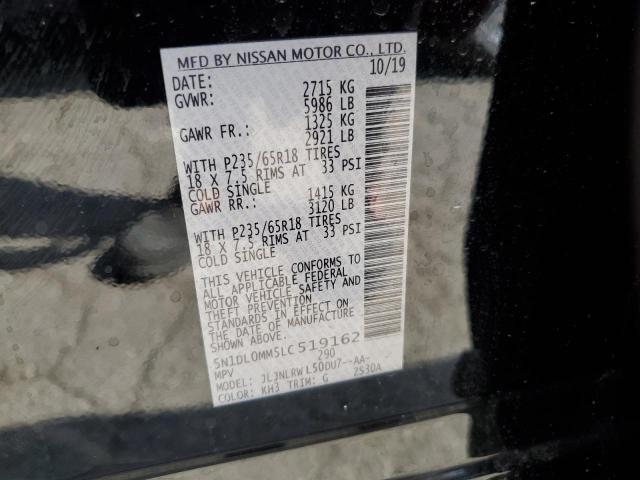 MFD BY NISSAN MOTOR CO., LTD.
DATE: 10/19
GVWR: 2715 KG
5986 LB
GAWR FR.: 1325 KG
2921 LB
WITH P235/65R18 TIRES
18 X 7.5 RIMS AT 33 PSI
COLD SINGLE
GAWR RR.: 1415 KG
3120 LB
WITH P235/65R18 TIRES
18 X 7.5 RIMS AT 33 PSI
COLD SINGLE
THIS VEHICLE CONFORMS TO
ALL APPLICABLE FEDERAL
MOTOR VEHICLE SAFETY AND
THEFT PREVENTION
STANDARDS IN EFFECT ON
THE DATE OF MANUFACTURE
SHOWN ABOVE.
5N1DL0MM5LC519162
MPV 290
MODEL: JL3NLRW L50DU7--AA-
COLOR: KH3 TRIM: G ZS30A